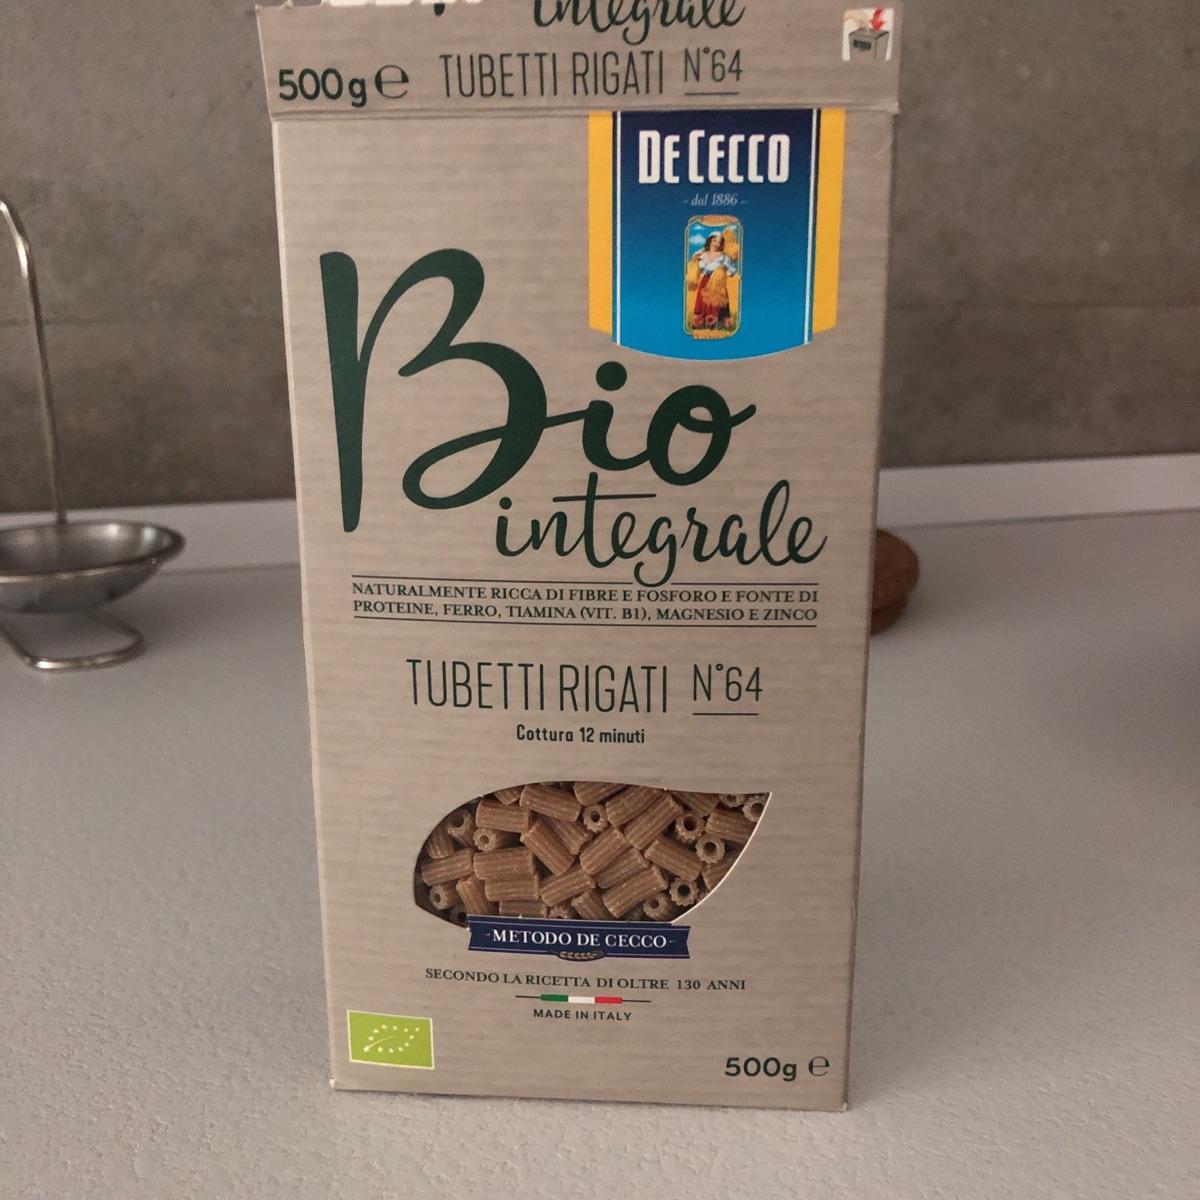 integrale
500g e TUBETTI RIGATI N°64
DE CECCO
- dal 1886 -
Bio
integrale
NATURALMENTE RICCA DI FIBRE E FOSFORO E FONTE DI
PROTEINE, FERRO, TIAMINA (VIT. B1), MAGNESIO E ZINCO
TUBETTI RIGATI N°64
Cottura 12 minuti
-METODO DE CECCO-
SECONDO LA RICETTA DI OLTRE 130 ANNI
MADE IN ITALY
500g e